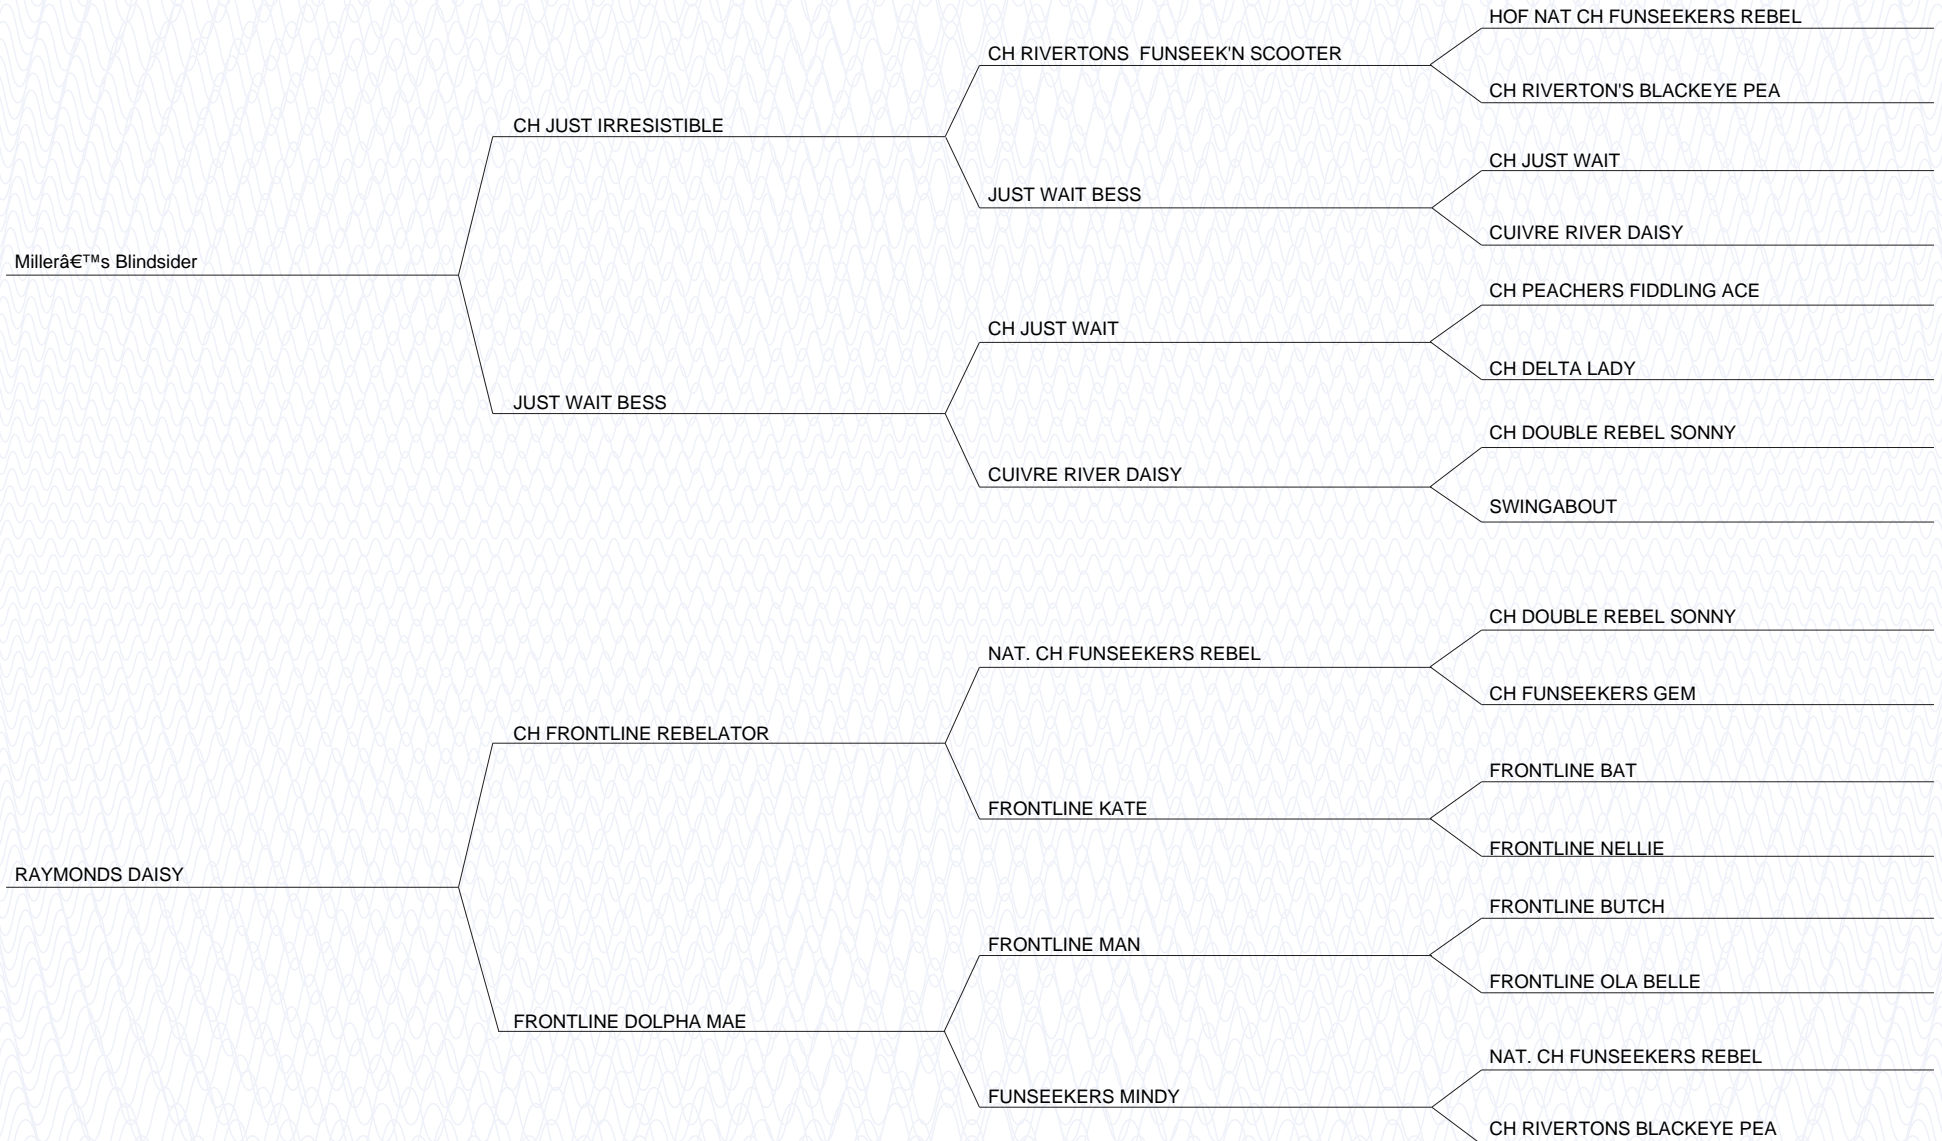 HOF NAT CH FUNSEEKERS REBEL
CH RIVERTONS  FUNSEEK'N SCOOTER
CH RIVERTON'S BLACKEYE PEA
CH JUST IRRESISTIBLE
CH JUST WAIT
JUST WAIT BESS
CUIVRE RIVER DAISY
Millerâ€™s Blindsider
CH PEACHERS FIDDLING ACE
CH JUST WAIT
CH DELTA LADY
JUST WAIT BESS
CH DOUBLE REBEL SONNY
CUIVRE RIVER DAISY
SWINGABOUT
CH DOUBLE REBEL SONNY
NAT. CH FUNSEEKERS REBEL
CH FUNSEEKERS GEM
CH FRONTLINE REBELATOR
FRONTLINE BAT
FRONTLINE KATE
FRONTLINE NELLIE
RAYMONDS DAISY
FRONTLINE BUTCH
FRONTLINE MAN
FRONTLINE OLA BELLE
FRONTLINE DOLPHA MAE
NAT. CH FUNSEEKERS REBEL
FUNSEEKERS MINDY
CH RIVERTONS BLACKEYE PEA